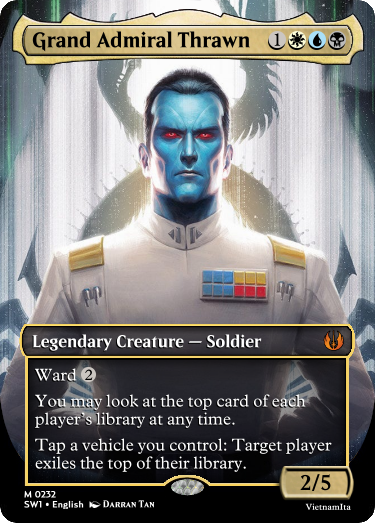 Grand Admiral Thrawn 1
Legendary Creature — Soldier
Ward 2
You may look at the top card of each
player's library at any time.
Tap a vehicle you control: Target player
exiles the top of their library.
2/5
M 0232
SW1 • English Darran Tan
VietnamIta